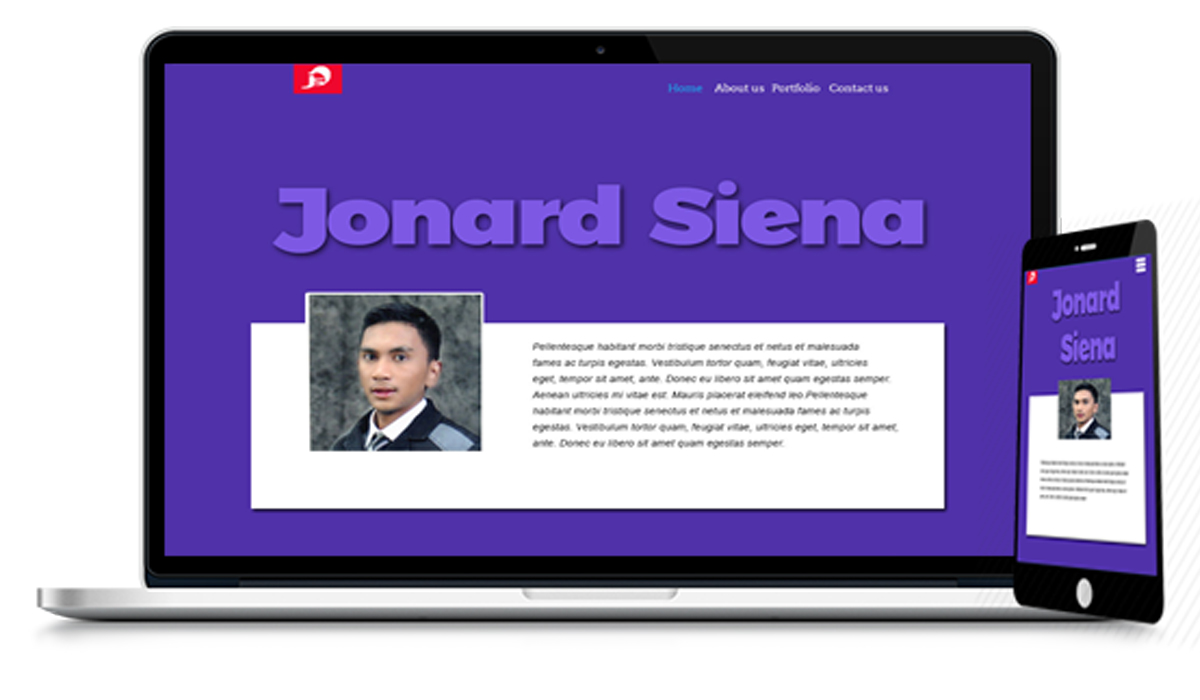 Home About us Portfolio Contact us
Jonard Siena
Pellentesque habitant morbi tristique senectus et netus et malesuada
fames ac turpis egestas. Vestibulum tortor quam, feugiat vitae, ultricies
eget, tempor sit amet, ante. Donec eu libero sit amet quam egestas semper.
Aenean ultricies mi vitae est. Mauris placerat eleifend leo.Pellentesque
habitant morbi tristique senectus et netus et malesuada fames ac turpis
egestas. Vestibulum tortor quam, feugiat vitae, ultricies eget, tempor sit amet,
ante. Donec eu libero sit amet quam egestas semper.
Jonard
Siena